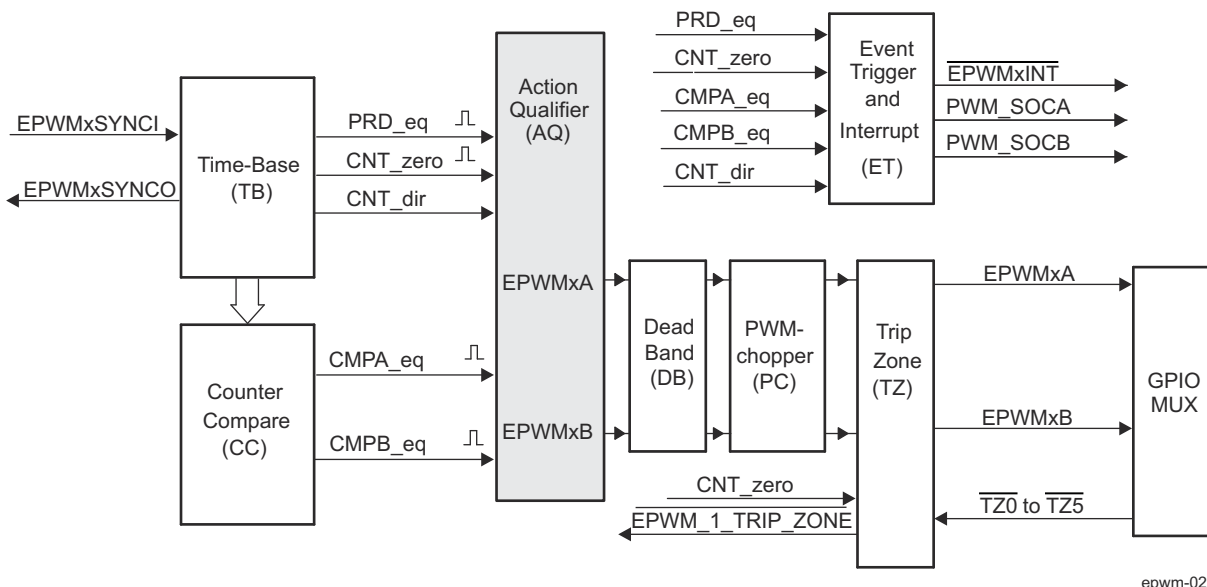 EPWMxSYNCI
EPWMxSYNCO
Time-Base
(TB)
PRD_eq
CNT_zero
CNT_dir
Counter
Compare
(CC)
CMPA_eq
CMPB_eq
Action
Qualifier
(AQ)
EPWMxA
EPWMxB
PRD_eq
CNT_zero
CMPA_eq
CMPB_eq
CNT_dir
Event
Trigger
and
Interrupt
(ET)
EPWMxINT
PWM_SOCA
PWM_SOCB
Dead
Band
(DB)
PWM-
chopper
(PC)
Trip
Zone
(TZ)
CNT_zero
EPWM_1_TRIP_ZONE
EPWMxA
EPWMxB
TZ0 to TZ5
GPIO
MUX
epwm-02